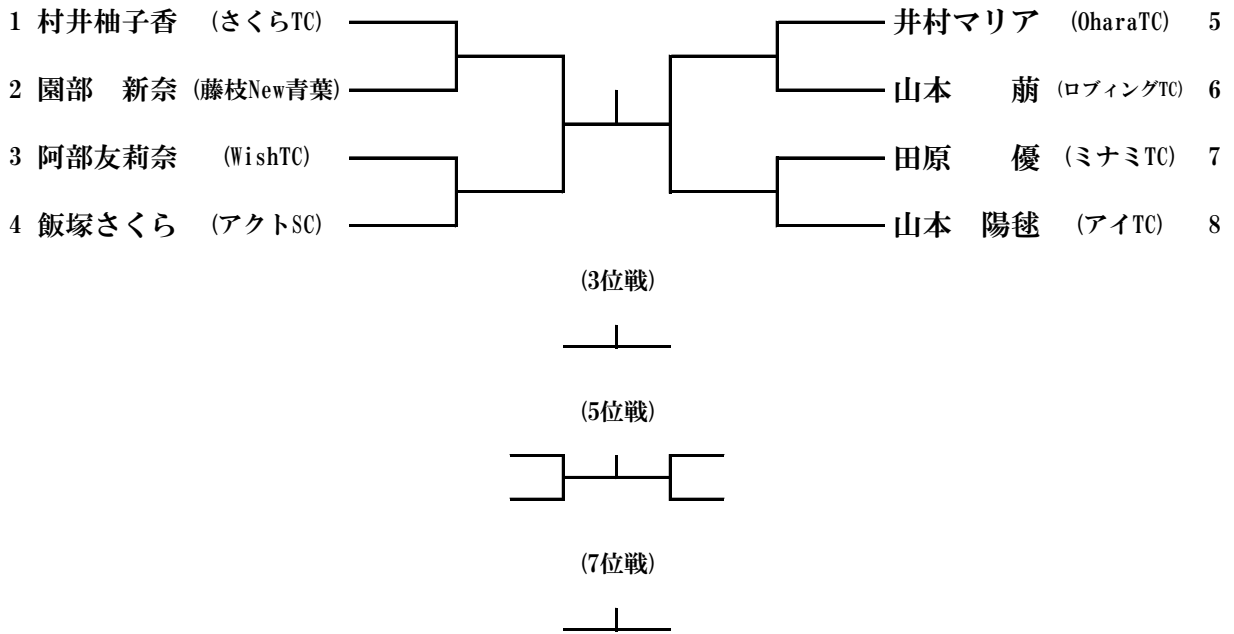 1 村井柚子香 (さくらTC)
2 園部 新奈 (藤枝New青葉)
3 阿部友莉奈 (WishTC)
4 飯塚さくら (アクトSC)
井村マリア (OharaTC) 5
山本 萠 (ロブィングTC) 6
田原 優 (ミナミTC) 7
山本 陽毬 (アイTC) 8
(3位戦)
(5位戦)
(7位戦)